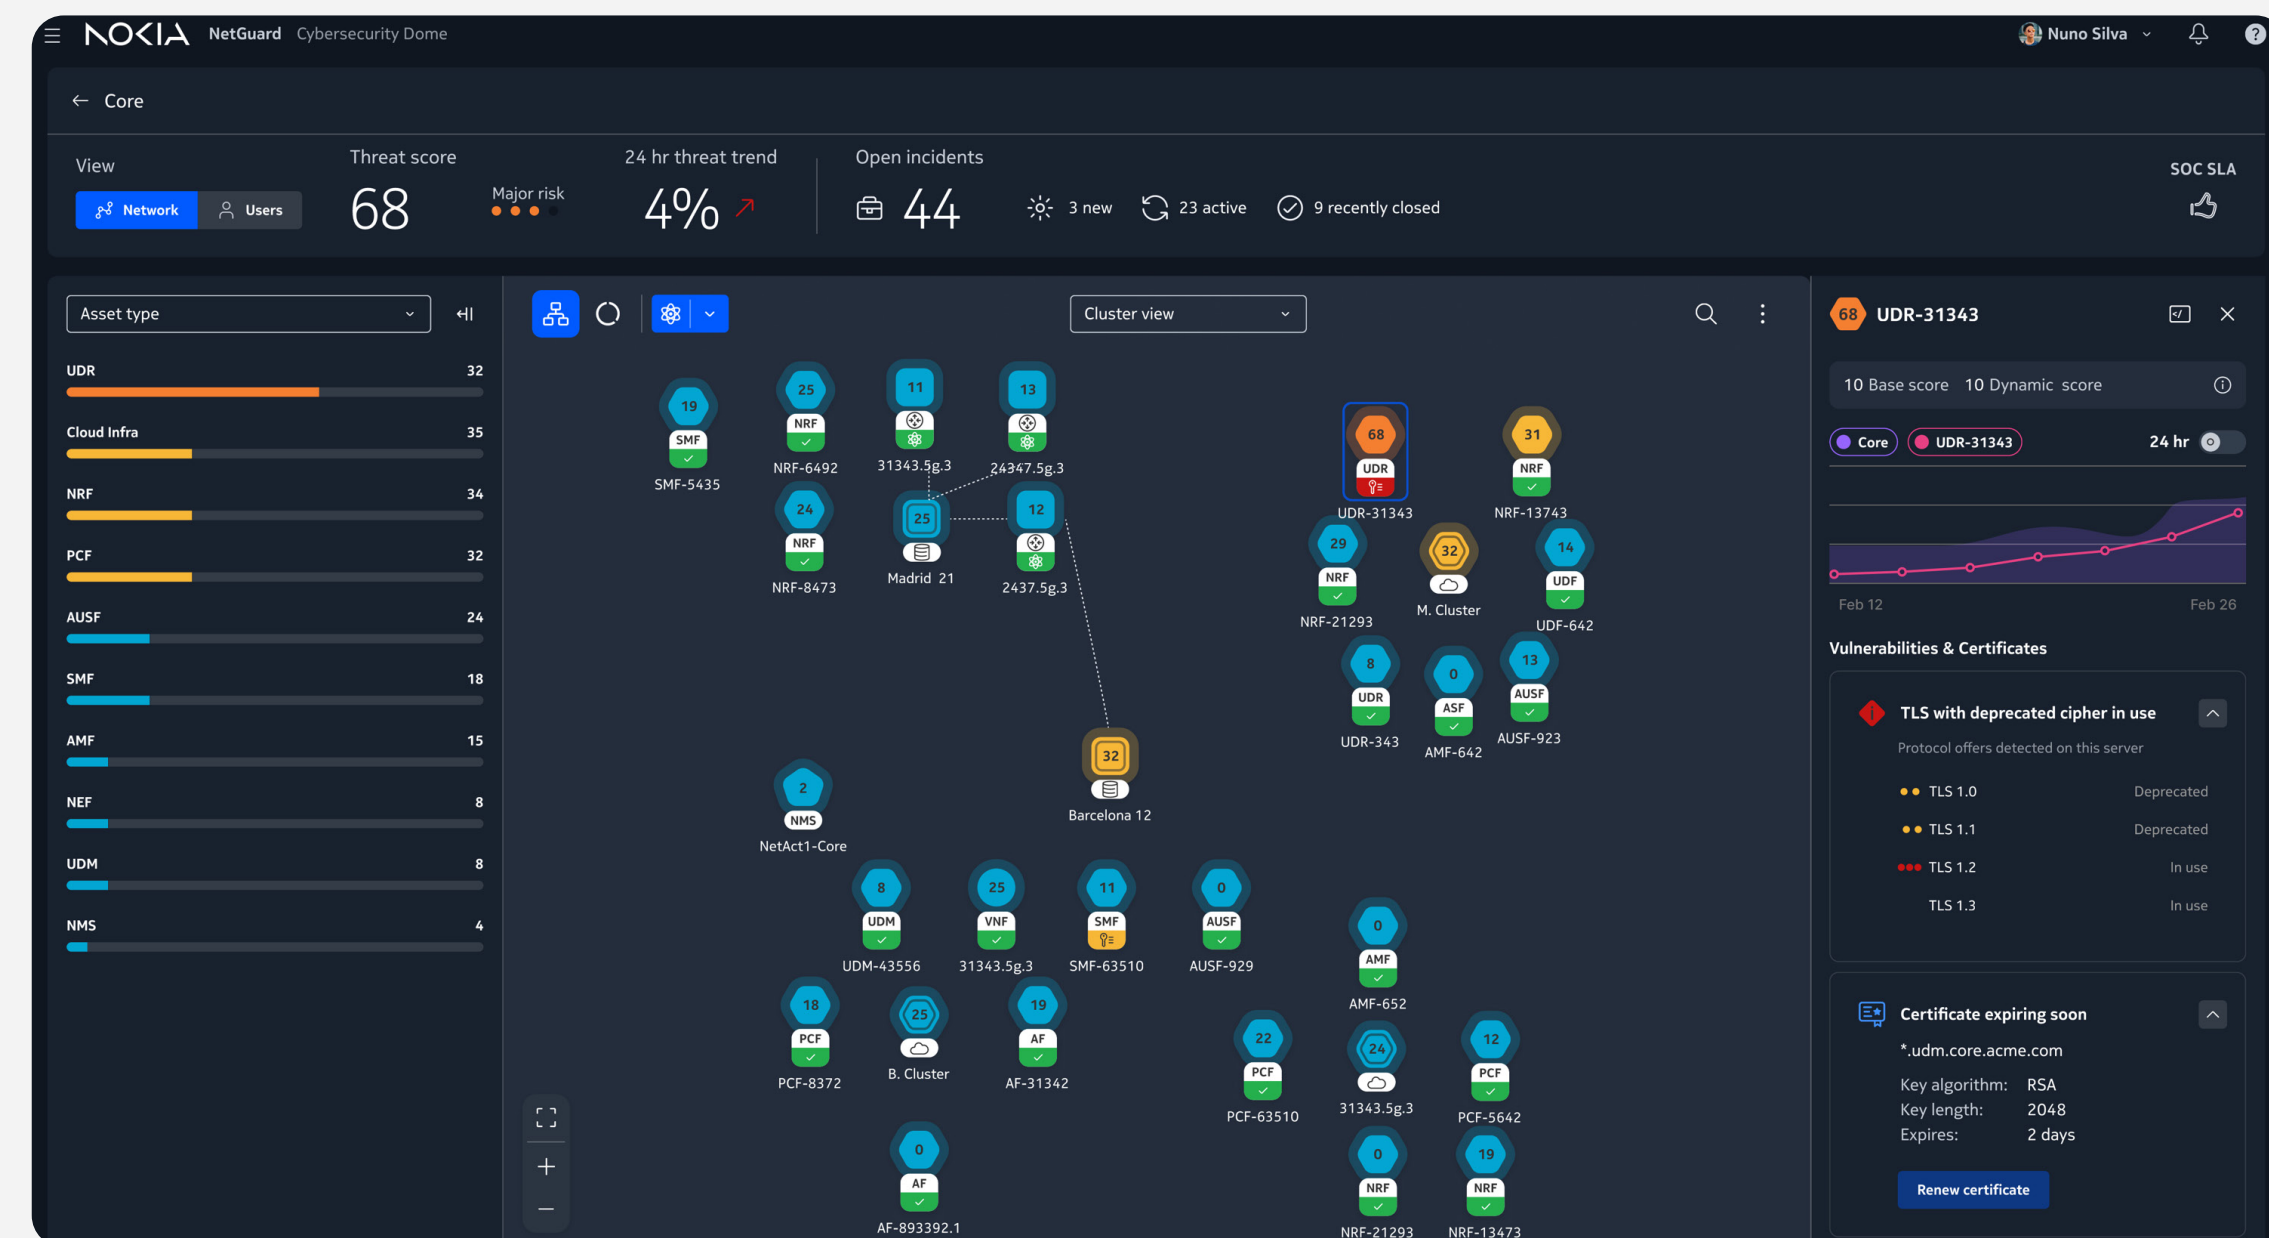 NOKIA NetGuard Cybersecurity Dome
Nuno Silva
?
Core
View
Network Users
Threat score
68
Major risk
24 hr threat trend
4%
Open incidents
44
3 new
23 active
9 recently closed
SOC SLA
Asset type
UDR 32
Cloud Infra 35
NRF 34
PCF 32
AUSF 24
SMF 18
AMF 15
NEF 8
UDM 8
NMS 4
Cluster view
19
SMF
SMF-5435
25
NRF
NRF-6492
11
31343.5g.3
13
24347.5g.3
24
NRF
NRF-8473
25
Madrid 21
12
2437.5g.3
68
UDR
UDR-31343
31
NRF
NRF-13743
29
NRF
NRF-21293
32
M. Cluster
14
UDF
UDF-642
8
UDR
UDR-343
0
ASF
AMF-642
13
AUSF
AUSF-923
32
Barcelona 12
2
NMS
NetAct1-Core
8
UDM
UDM-43556
25
VNF
31343.5g.3
11
SMF
SMF-63510
0
AUSF
AUSF-929
0
AMF
AMF-652
18
PCF
PCF-8372
25
B. Cluster
19
AF
AF-31342
22
PCF
PCF-63510
24
31343.5g.3
12
PCF
PCF-5642
0
AF
AF-893392.1
0
NRF
NRF-21293
19
NRF
NRF-13473
68 UDR-31343
10 Base score 10 Dynamic score
Core UDR-31343 24 hr
Feb 12 Feb 26
Vulnerabilities & Certificates
TLS with deprecated cipher in use
Protocol offers detected on this server
TLS 1.0 Deprecated
TLS 1.1 Deprecated
TLS 1.2 In use
TLS 1.3 In use
Certificate expiring soon
*.udm.core.acme.com
Key algorithm: RSA
Key length: 2048
Expires: 2 days
Renew certificate